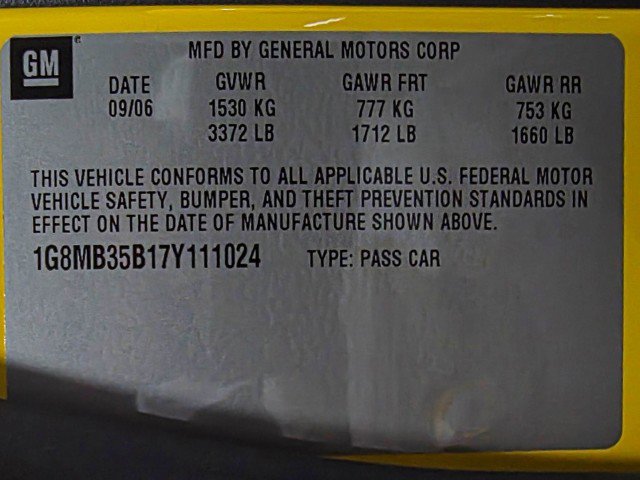 GM
MFD BY GENERAL MOTORS CORP
DATE GVWR GAWR FRT GAWR RR
09/06 1530 KG 777 KG 753 KG
3372 LB 1712 LB 1660 LB
THIS VEHICLE CONFORMS TO ALL APPLICABLE U.S. FEDERAL MOTOR
VEHICLE SAFETY, BUMPER, AND THEFT PREVENTION STANDARDS IN
EFFECT ON THE DATE OF MANUFACTURE SHOWN ABOVE.
1G8MB35B17Y111024 TYPE: PASS CAR